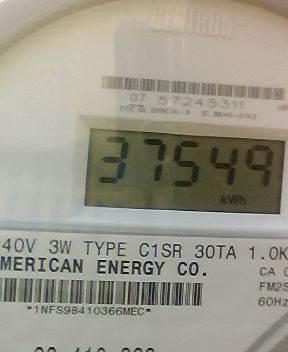 CENTRON
07 57245311
37549
kWh
40V 3W TYPE C1SR 30TA 1.0K
MERICAN ENERGY CO.
CA 0
FM2S
60Hz
*1NFS98410366MEC*